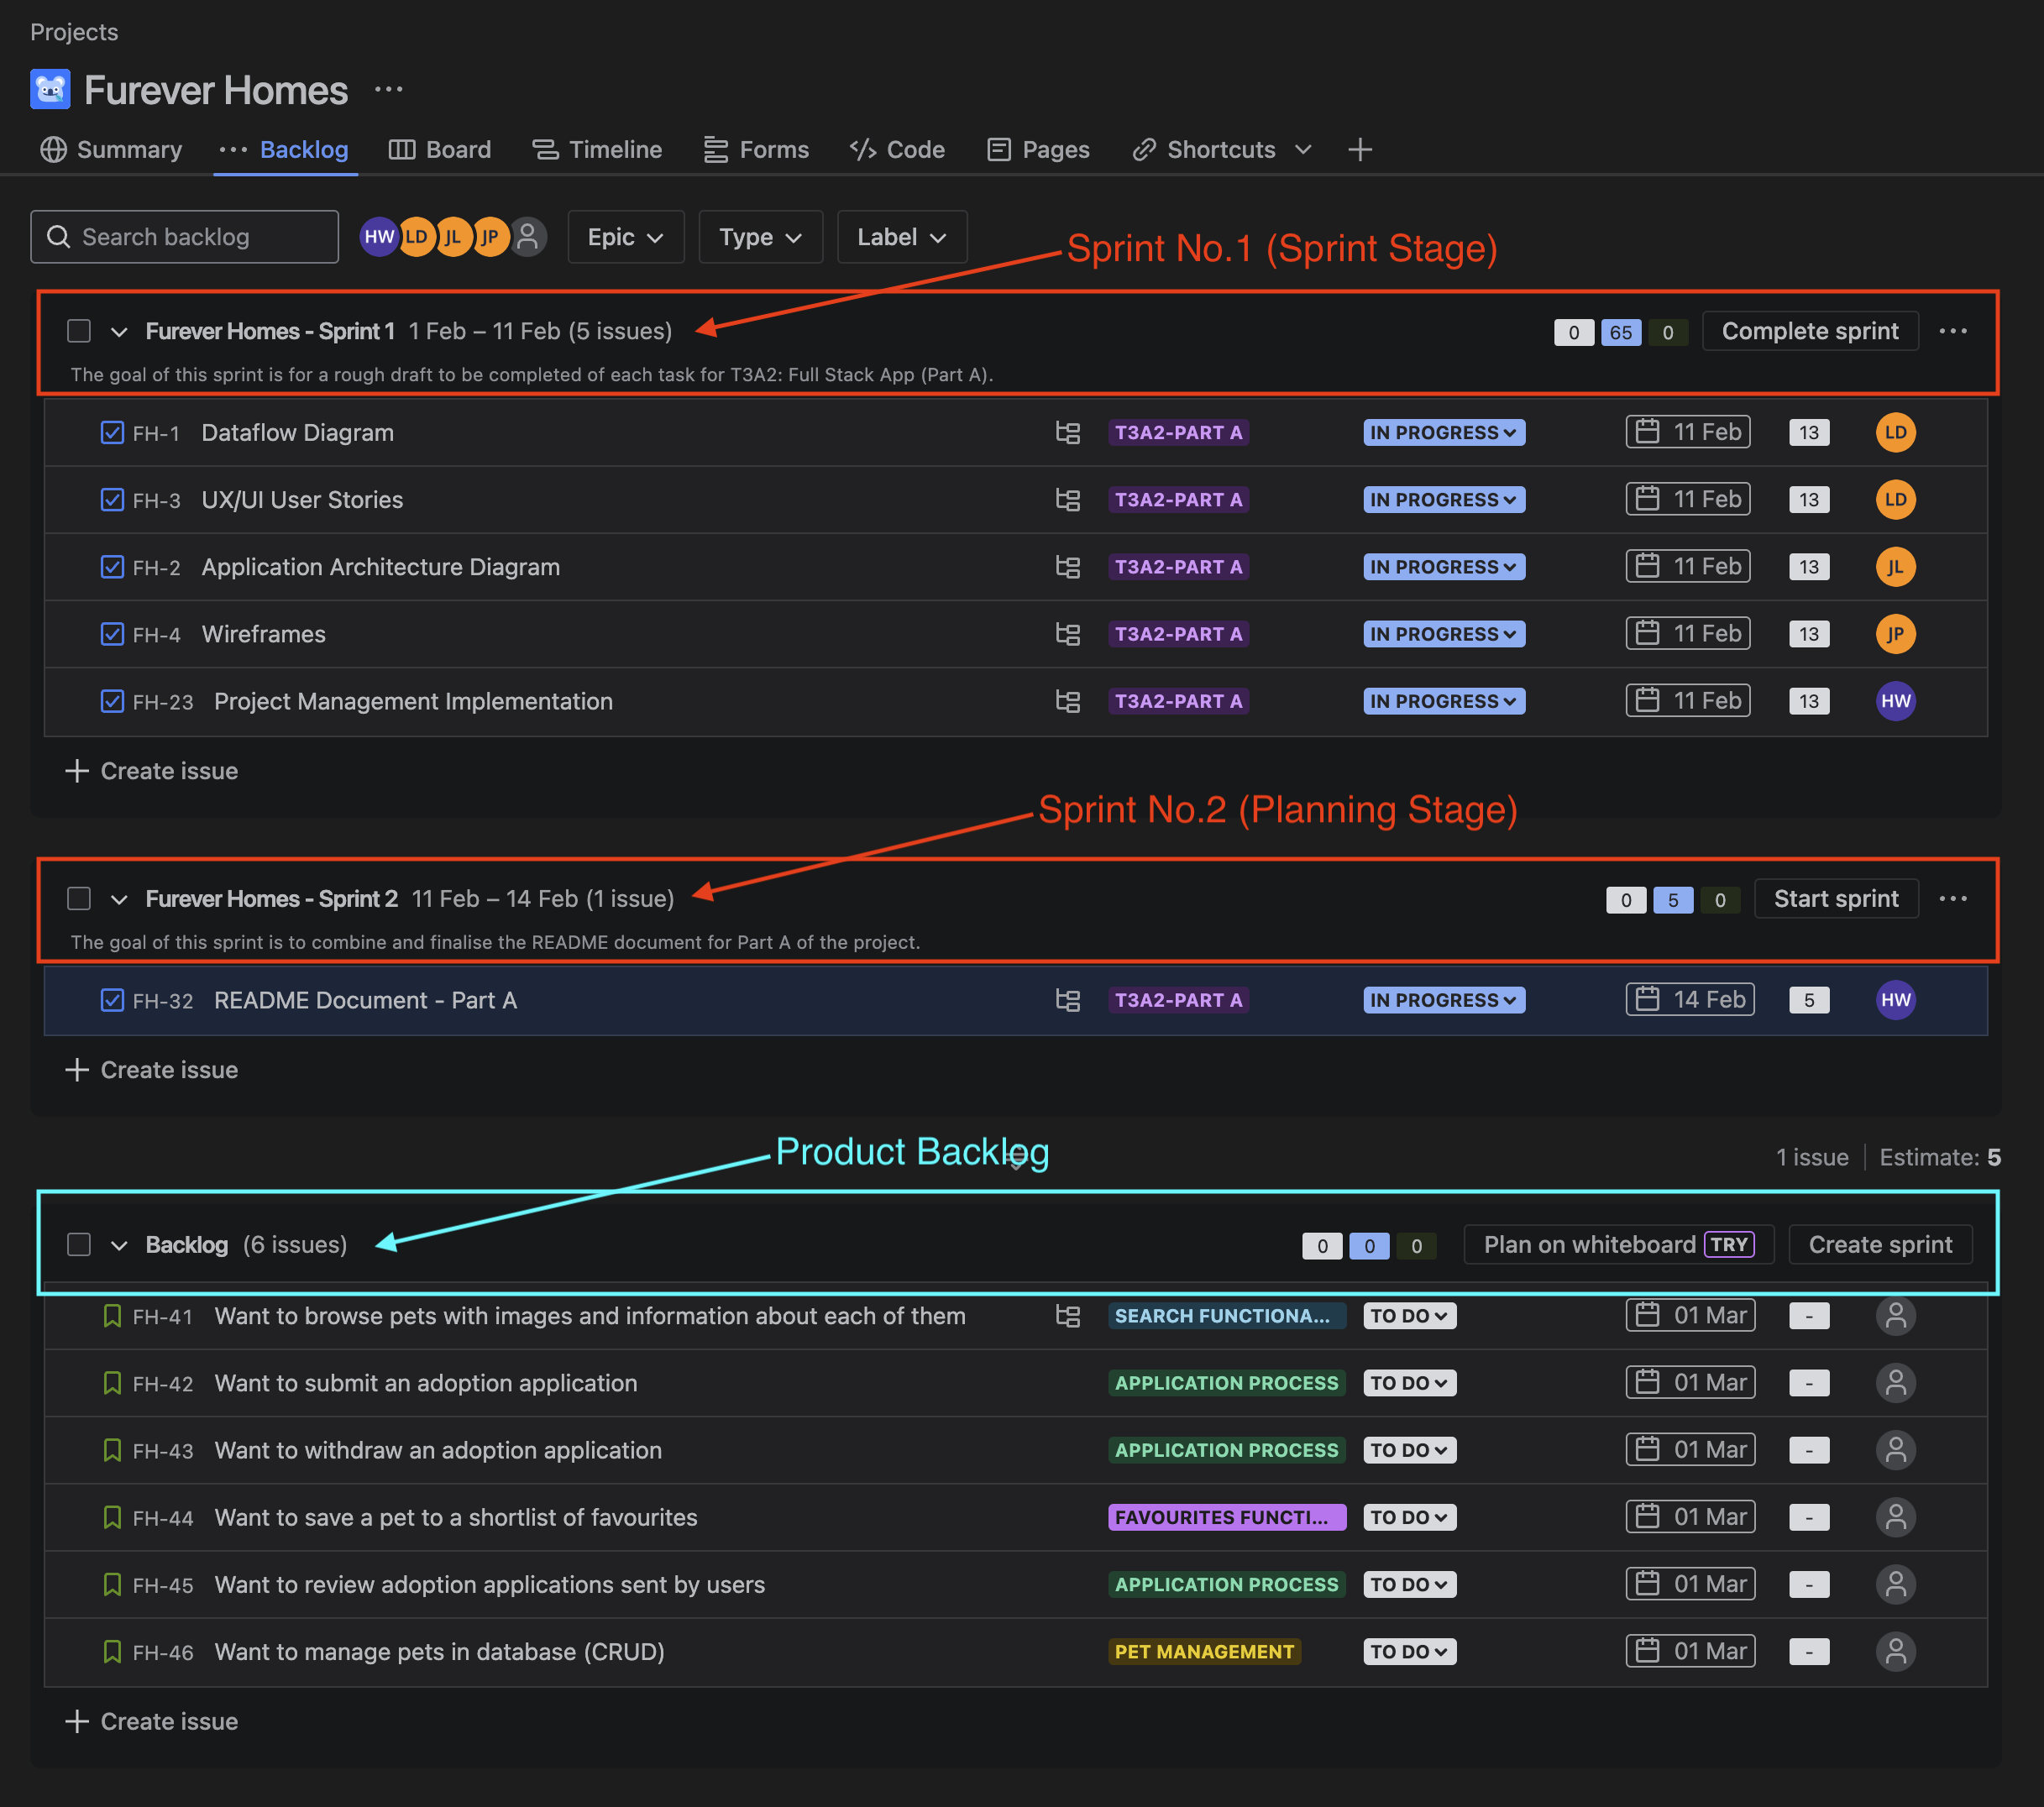 Projects
Furever Homes ···
Summary ··· Backlog Board Timeline Forms </> Code Pages Shortcuts +
Search backlog HW LD JL JP Epic Type Label
Sprint No.1 (Sprint Stage)
Furever Homes - Sprint 1 1 Feb – 11 Feb (5 issues) 0 65 0 Complete sprint ···
The goal of this sprint is for a rough draft to be completed of each task for T3A2: Full Stack App (Part A).
FH-1 Dataflow Diagram T3A2-PART A IN PROGRESS 11 Feb 13 LD
FH-3 UX/UI User Stories T3A2-PART A IN PROGRESS 11 Feb 13 LD
FH-2 Application Architecture Diagram T3A2-PART A IN PROGRESS 11 Feb 13 JL
FH-4 Wireframes T3A2-PART A IN PROGRESS 11 Feb 13 JP
FH-23 Project Management Implementation T3A2-PART A IN PROGRESS 11 Feb 13 HW
+ Create issue
Sprint No.2 (Planning Stage)
Furever Homes - Sprint 2 11 Feb – 14 Feb (1 issue) 0 5 0 Start sprint ···
The goal of this sprint is to combine and finalise the README document for Part A of the project.
FH-32 README Document - Part A T3A2-PART A IN PROGRESS 14 Feb 5 HW
+ Create issue
Product Backlog
1 issue | Estimate: 5
Backlog (6 issues) 0 0 0 Plan on whiteboard TRY Create sprint
FH-41 Want to browse pets with images and information about each of them SEARCH FUNCTIONA... TO DO 01 Mar -
FH-42 Want to submit an adoption application APPLICATION PROCESS TO DO 01 Mar -
FH-43 Want to withdraw an adoption application APPLICATION PROCESS TO DO 01 Mar -
FH-44 Want to save a pet to a shortlist of favourites FAVOURITES FUNCTI... TO DO 01 Mar -
FH-45 Want to review adoption applications sent by users APPLICATION PROCESS TO DO 01 Mar -
FH-46 Want to manage pets in database (CRUD) PET MANAGEMENT TO DO 01 Mar -
+ Create issue